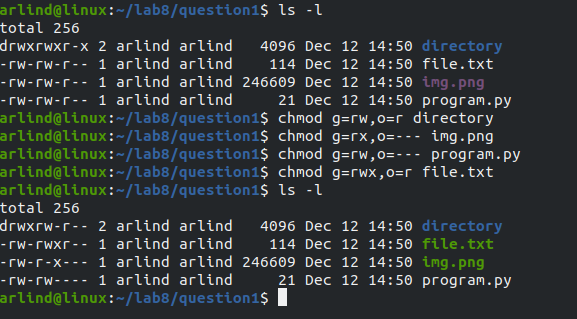 arlind@linux:~/lab8/question1$ ls -l
total 256
drwxrwxr-x 2 arlind arlind   4096 Dec 12 14:50 directory
-rw-rw-r-- 1 arlind arlind    114 Dec 12 14:50 file.txt
-rw-rw-r-- 1 arlind arlind 246609 Dec 12 14:50 img.png
-rw-rw-r-- 1 arlind arlind     21 Dec 12 14:50 program.py
arlind@linux:~/lab8/question1$ chmod g=rw,o=r directory
arlind@linux:~/lab8/question1$ chmod g=rx,o=--- img.png
arlind@linux:~/lab8/question1$ chmod g=rw,o=--- program.py
arlind@linux:~/lab8/question1$ chmod g=rwx,o=r file.txt
arlind@linux:~/lab8/question1$ ls -l
total 256
drwxrw-r-- 2 arlind arlind   4096 Dec 12 14:50 directory
-rw-rwxr-- 1 arlind arlind    114 Dec 12 14:50 file.txt
-rw-r-x--- 1 arlind arlind 246609 Dec 12 14:50 img.png
-rw-rw---- 1 arlind arlind     21 Dec 12 14:50 program.py
arlind@linux:~/lab8/question1$